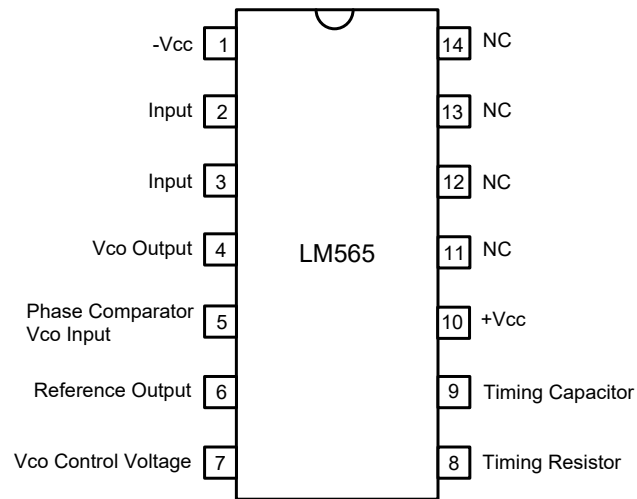 -Vcc 1 14 NC
Input 2 13 NC
Input 3 12 NC
Vco Output 4 LM565 11 NC
Phase Comparator
Vco Input 5 10 +Vcc
Reference Output 6 9 Timing Capacitor
Vco Control Voltage 7 8 Timing Resistor